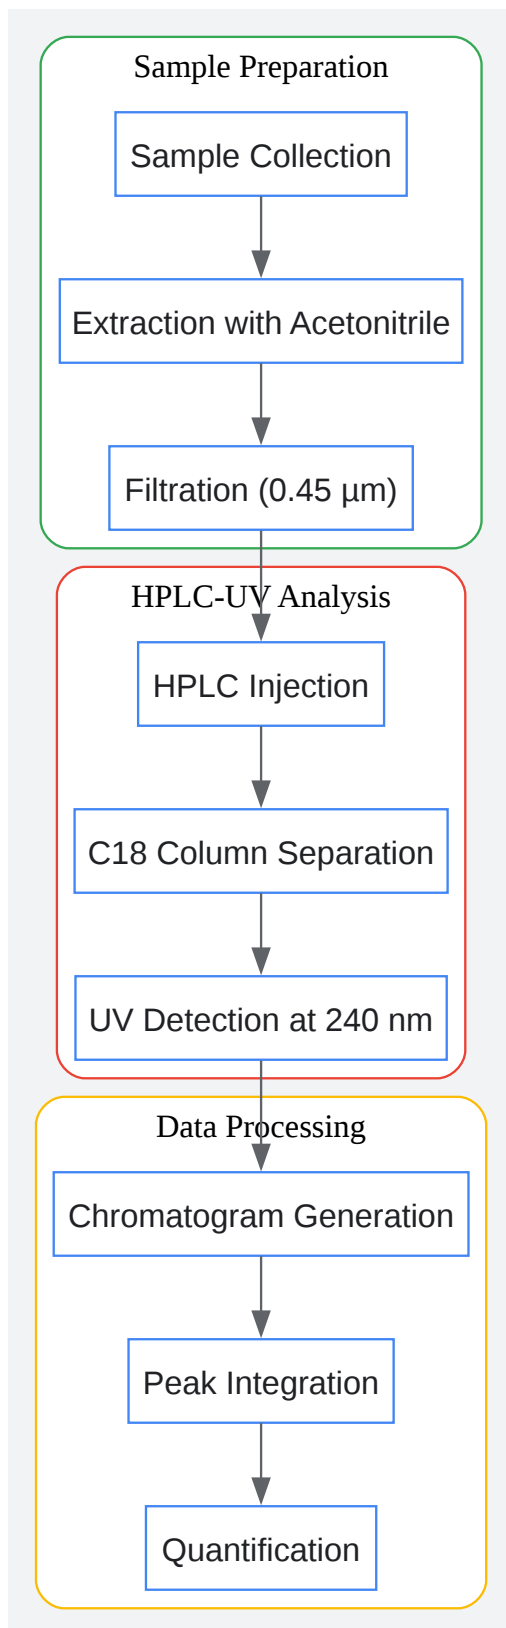 Sample Preparation
Sample Collection
Extraction with Acetonitrile
Filtration (0.45 µm)
HPLC-UV Analysis
HPLC Injection
C18 Column Separation
UV Detection at 240 nm
Data Processing
Chromatogram Generation
Peak Integration
Quantification